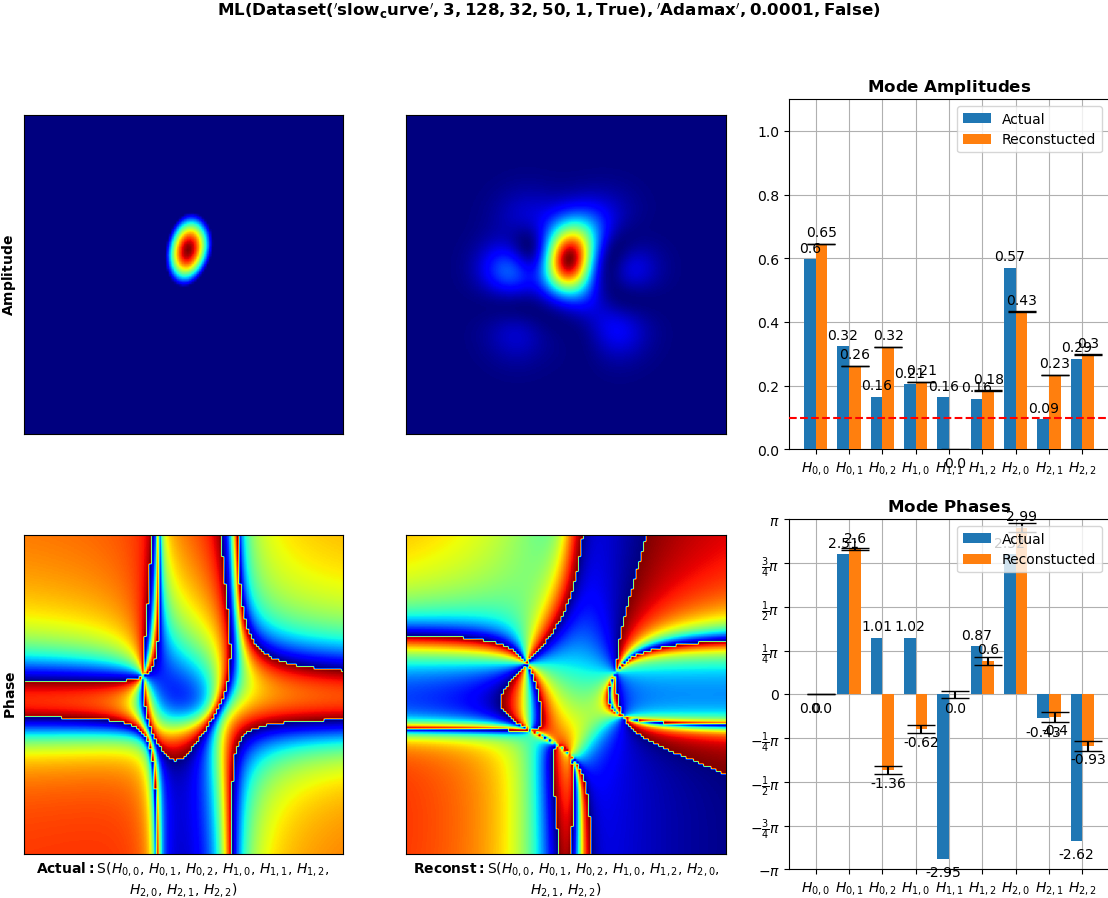 ML(Dataset('slow_curve', 3, 128, 32, 50, 1, True), 'Adamax', 0.0001, False)
Amplitude
Mode Amplitudes
Actual
Reconstucted
1.0
0.8
0.6
0.4
0.2
0.0
0.6
0.65
0.32
0.26
0.16
0.32
0.21
0.21
0.16
0.0
0.16
0.18
0.57
0.43
0.09
0.23
0.29
0.3
H0,0 H0,1 H0,2 H1,0 H1,1 H1,2 H2,0 H2,1 H2,2
Phase
Actual: S(H0,0, H0,1, H0,2, H1,0, H1,1, H1,2,
H2,0, H2,1, H2,2)
Reconst: S(H0,0, H0,1, H0,2, H1,0, H1,2, H2,0,
H2,1, H2,2)
Mode Phases
Actual
Reconstucted
π
3/4π
1/2π
1/4π
0
−1/4π
−1/2π
−3/4π
−π
0.0
0.0
2.51
2.6
1.01
-1.36
1.02
-0.62
-2.95
0.0
0.87
0.6
2.99
-0.43
-0.4
-2.62
-0.93
H0,0 H0,1 H0,2 H1,0 H1,1 H1,2 H2,0 H2,1 H2,2